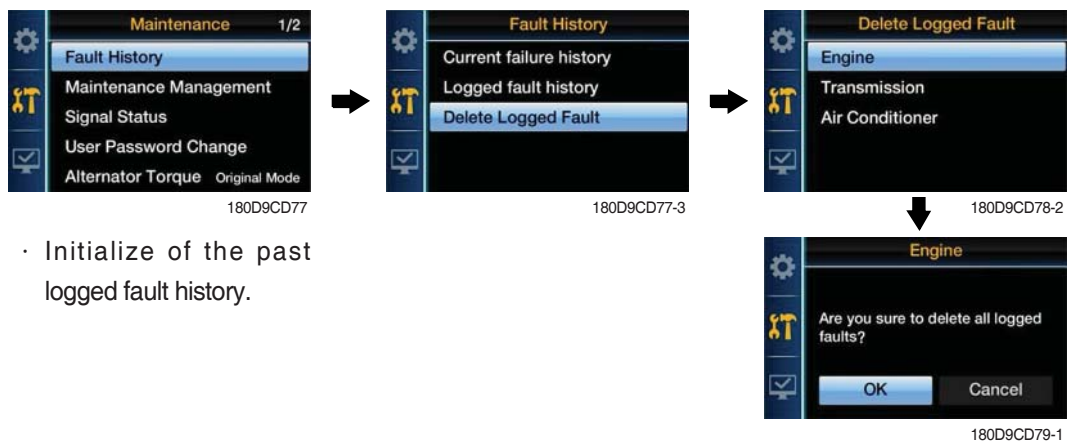 Maintenance 1/2
Fault History
Maintenance Management
Signal Status
User Password Change
Alternator Torque Original Mode
180D9CD77
Fault History
Current failure history
Logged fault history
Delete Logged Fault
180D9CD77-3
Delete Logged Fault
Engine
Transmission
Air Conditioner
180D9CD78-2
· Initialize of the past
logged fault history.
Engine
Are you sure to delete all logged
faults?
OK Cancel
180D9CD79-1